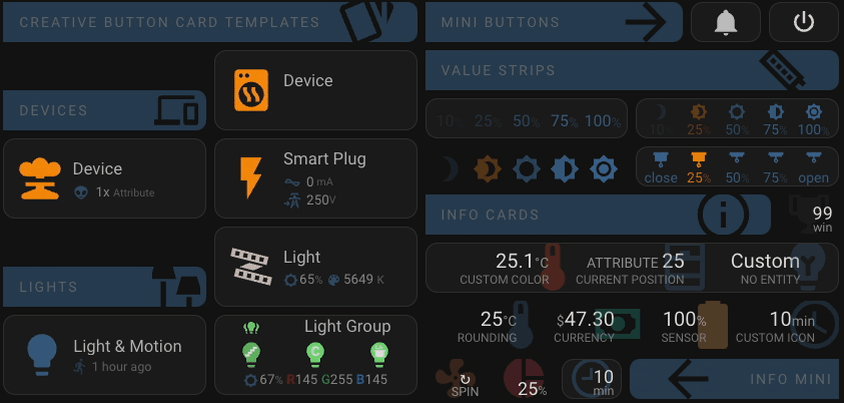 CREATIVE BUTTON CARD TEMPLATES
Device
DEVICES
Device
1x Attribute
Smart Plug
0 mA
250V
Light
65% 5649 K
LIGHTS
Light & Motion
1 hour ago
Light Group
C
67% R145 G255 B145
MINI BUTTONS
VALUE STRIPS
10% 25% 50% 75% 100%
10 25% 50% 75% 100%
close 25% 50% 75% open
INFO CARDS
99
win
25.1°C ATTRIBUTE 25 Custom
CUSTOM COLOR CURRENT POSITION NO ENTITY
25°C $47.30 100% 10min
ROUNDING CURRENCY SENSOR CUSTOM ICON
SPIN
25%
10
min
INFO MINI